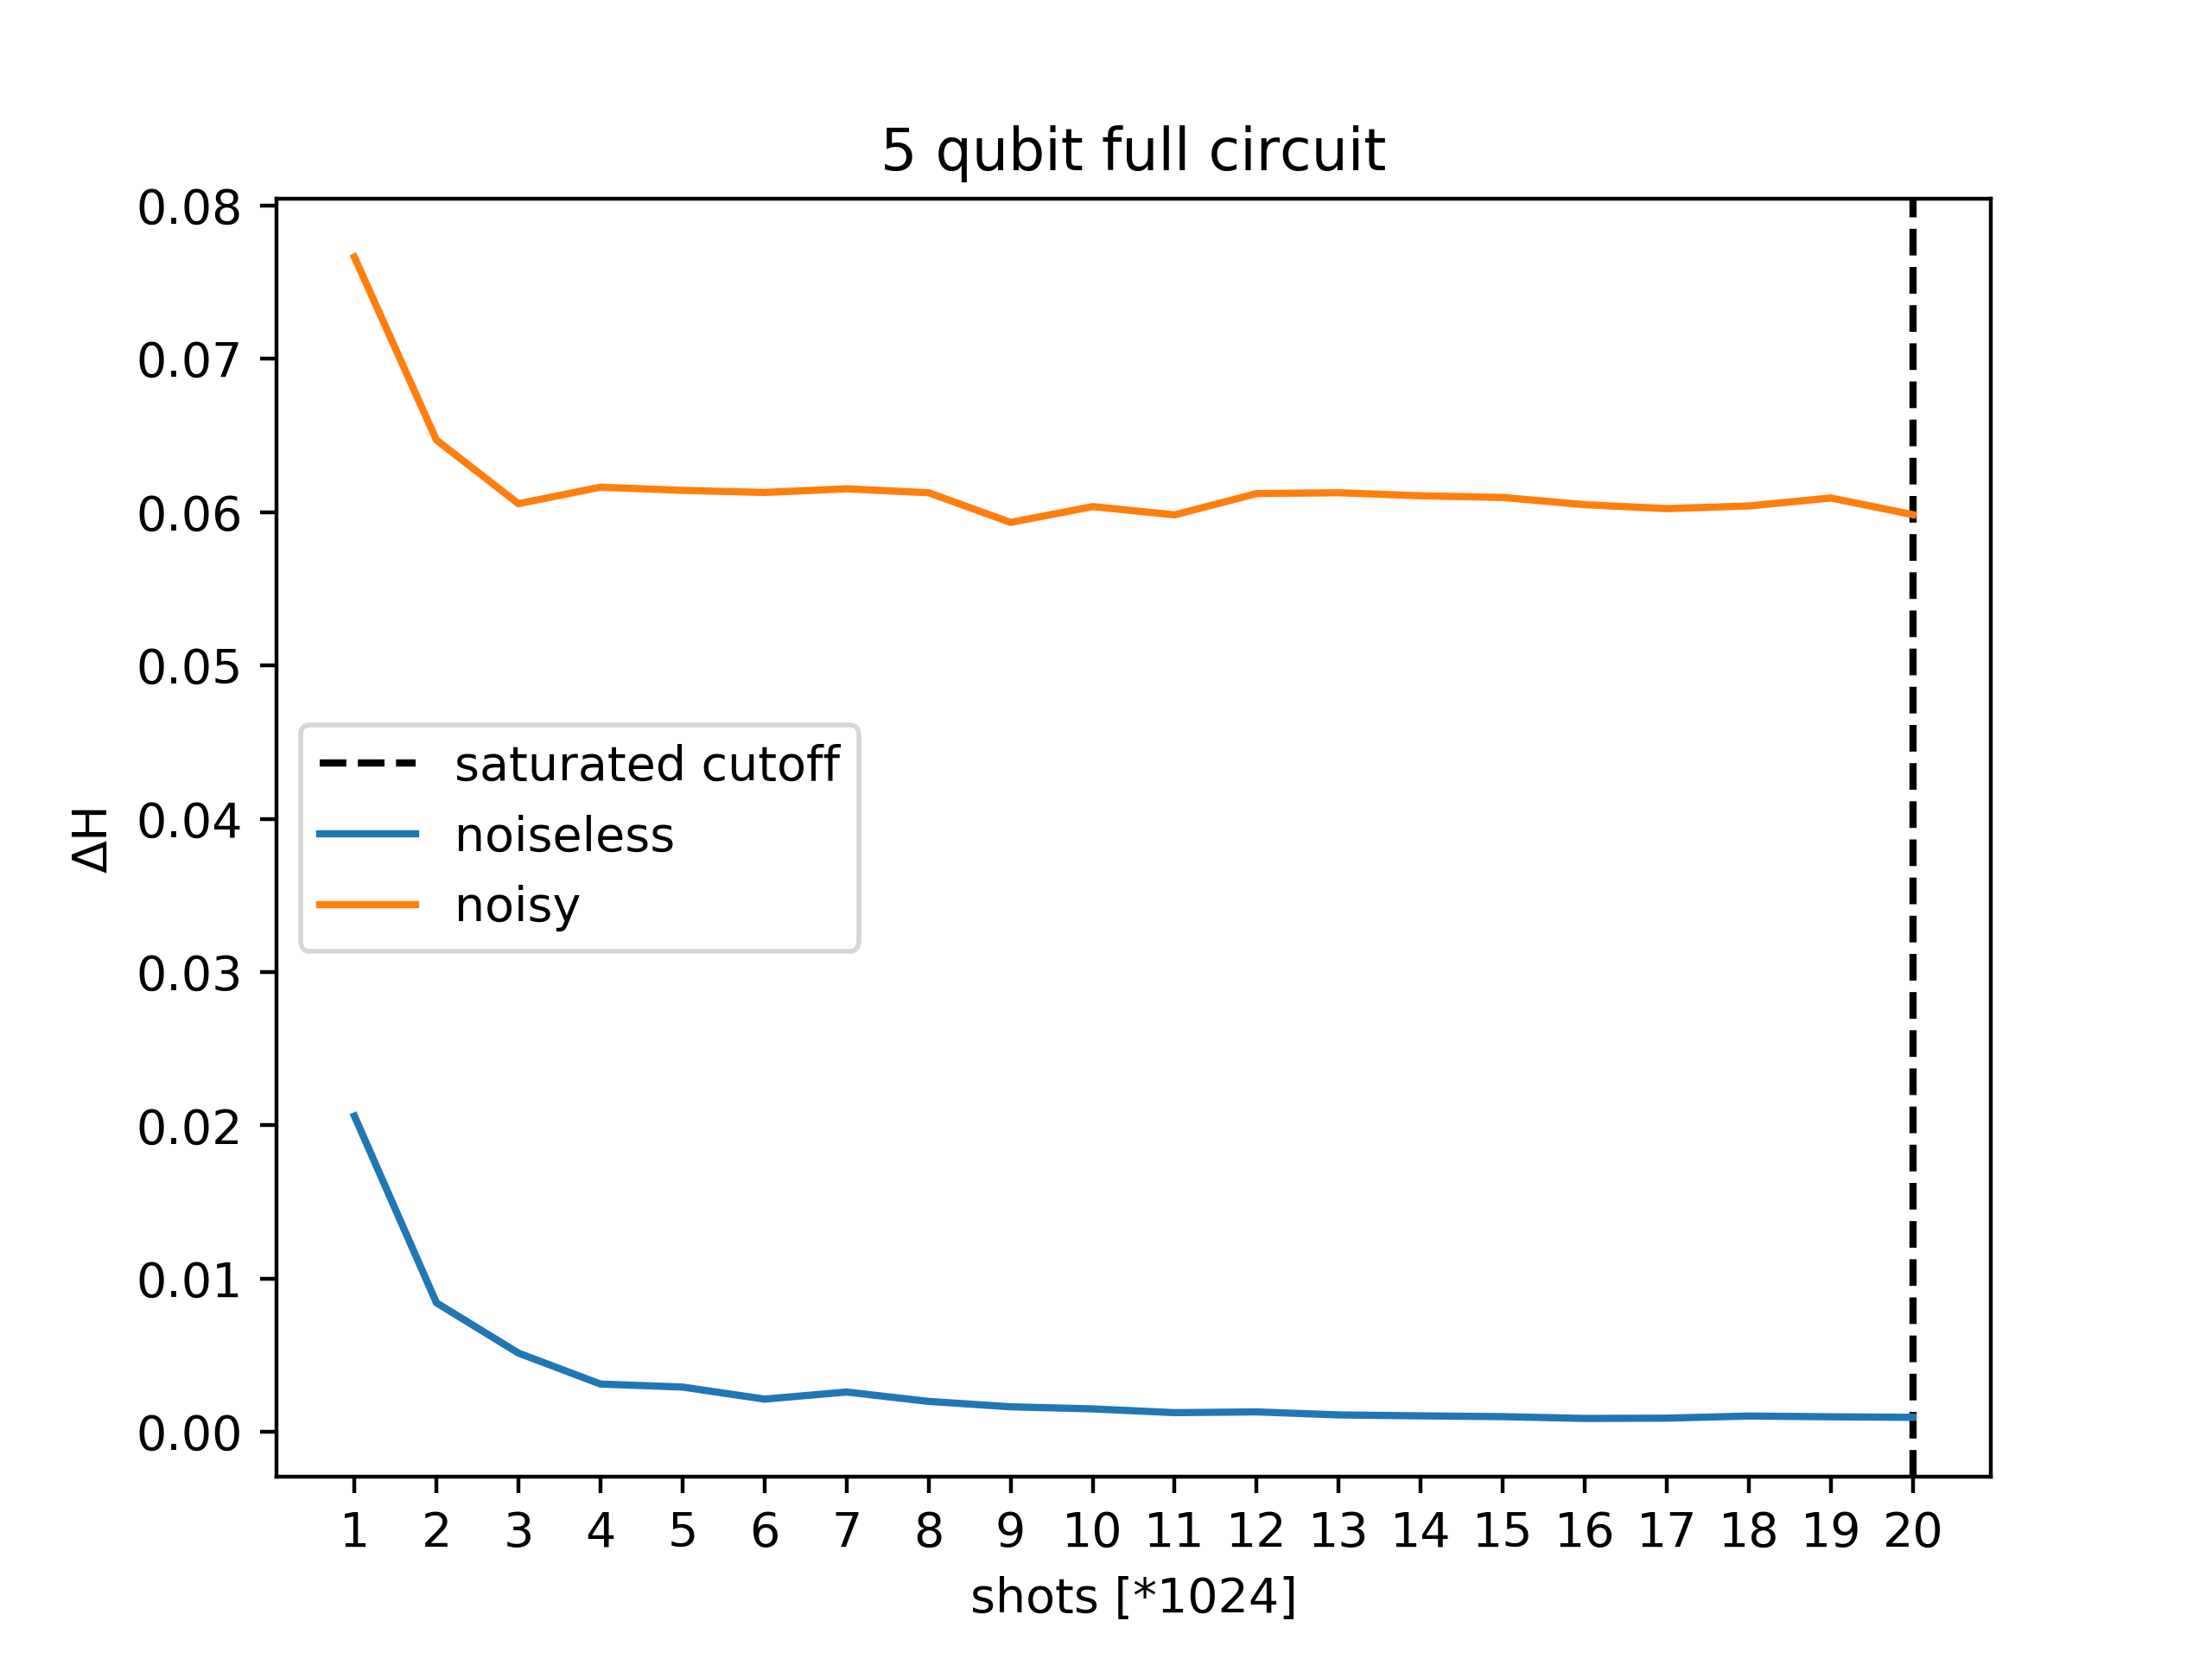 5 qubit full circuit
0.08
0.07
0.06
0.05
0.04
0.03
0.02
0.01
0.00
ΔH
saturated cutoff
noiseless
noisy
1 2 3 4 5 6 7 8 9 10 11 12 13 14 15 16 17 18 19 20
shots [*1024]